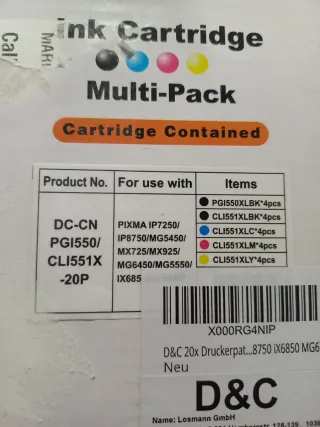 Ink Cartridge
Multi-Pack
Cartridge Contained
Product No.
For use with
Items
DC-CN
PGI550/
CLI551X
-20P
PIXMA IP7250/
IP8750/MG5450/
MX725/MX925/
MG6450/MG5550/
IX685
PGI550XLBK*4pcs
CLI551XLBK*4pcs
CLI551XLC*4pcs
CLI551XLM*4pcs
CLI551XLY*4pcs
X000RG4NIP
D&C 20x Druckerpat...8750 iX6850 MG6
Neu
D&C
Name: Losmann GmbH